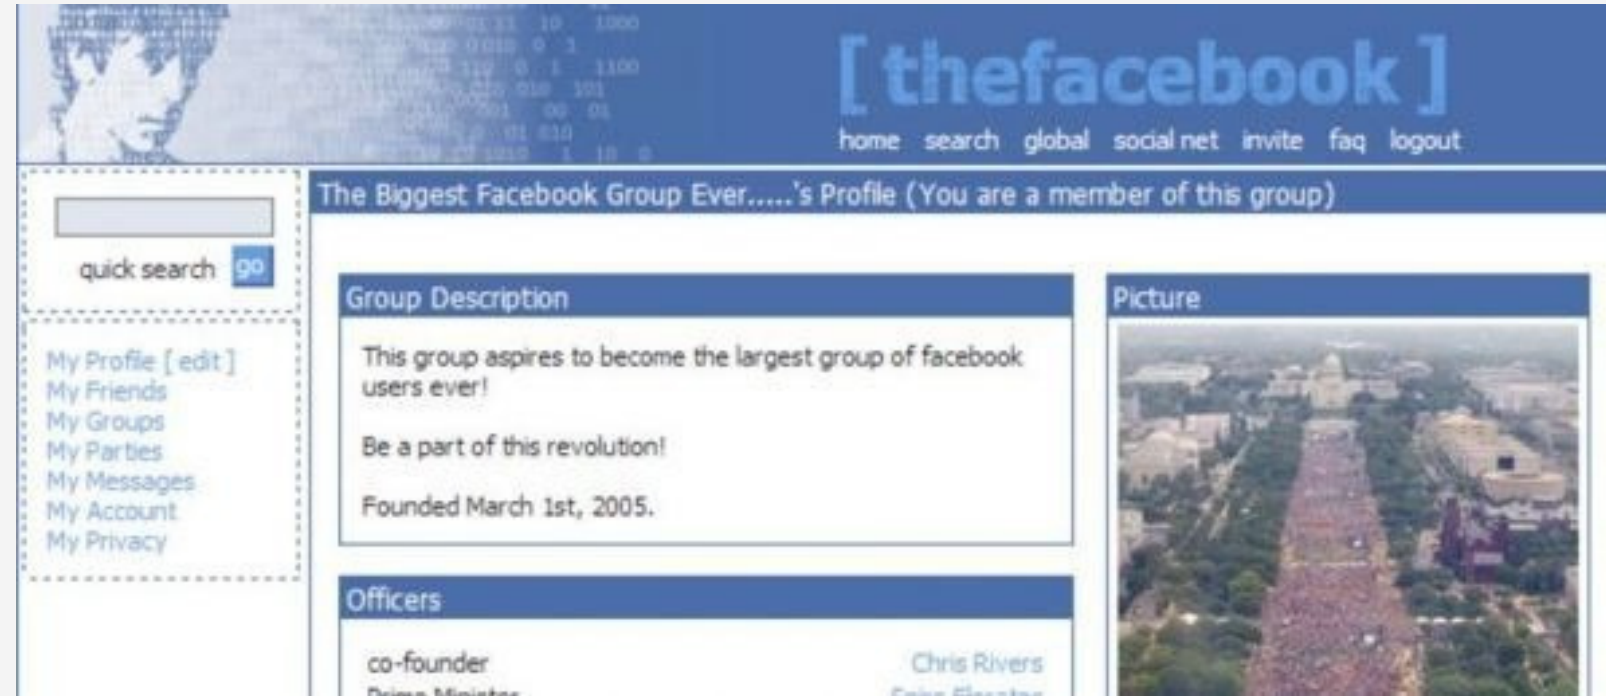 [ thefacebook ]
home search global social net invite faq logout
quick search go
My Profile [ edit ]
My Friends
My Groups
My Parties
My Messages
My Account
My Privacy
The Biggest Facebook Group Ever.....'s Profile (You are a member of this group)
Group Description
This group aspires to become the largest group of facebook
users ever!
Be a part of this revolution!
Founded March 1st, 2005.
Officers
co-founder Chris Rivers
Prime Minister
Picture